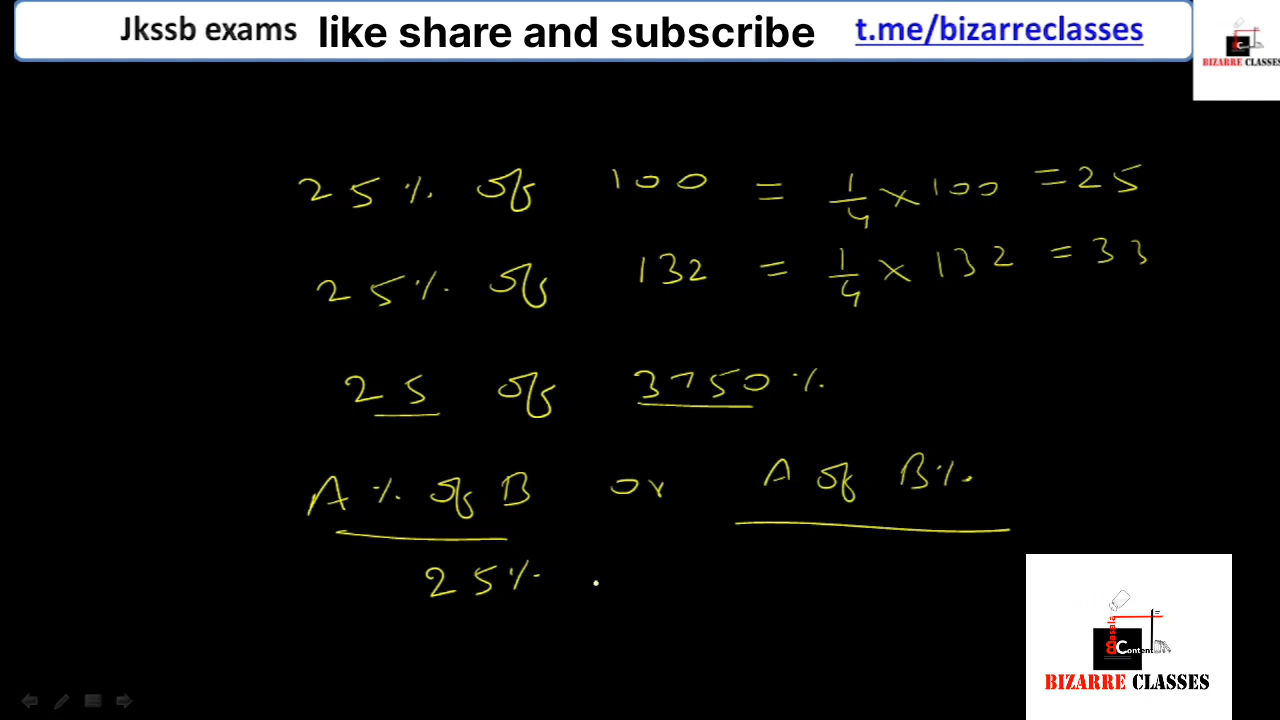 Jkssb exams like share and subscribe t.me/bizarreclasses
BIZARRE CLASSES
25% of 100 = 1/4 × 100 = 25
25% of 132 = 1/4 × 132 = 33
25 of 3750%
A% of B or A of B%
25%
Content
BIZARRE CLASSES